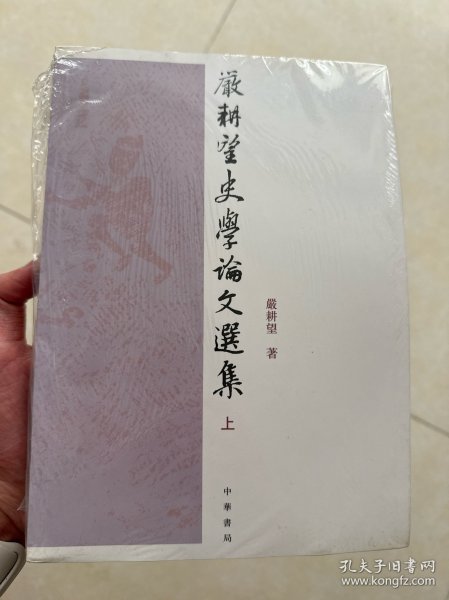 嚴耕望史學論文選集
上
嚴耕望 著
中華書局
孔夫子旧书网
www.kongfz.com